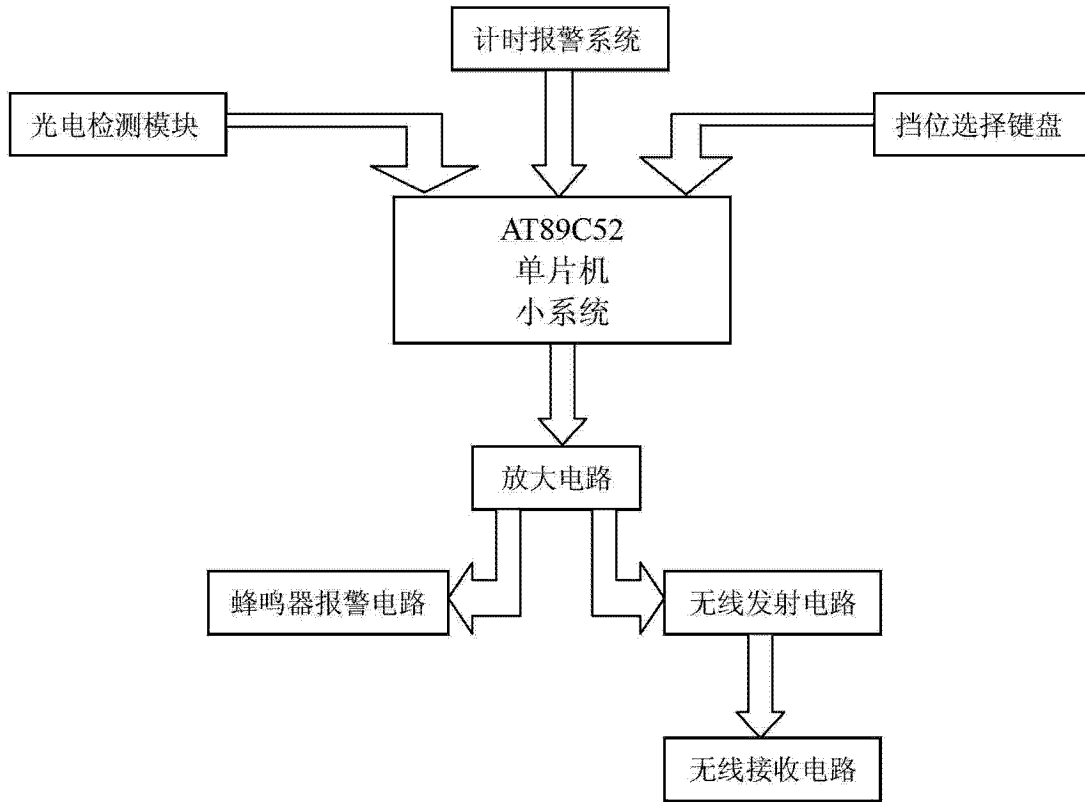 计时报警系统
光电检测模块
挡位选择键盘
AT89C52
单片机
小系统
放大电路
蜂鸣器报警电路
无线发射电路
无线接收电路